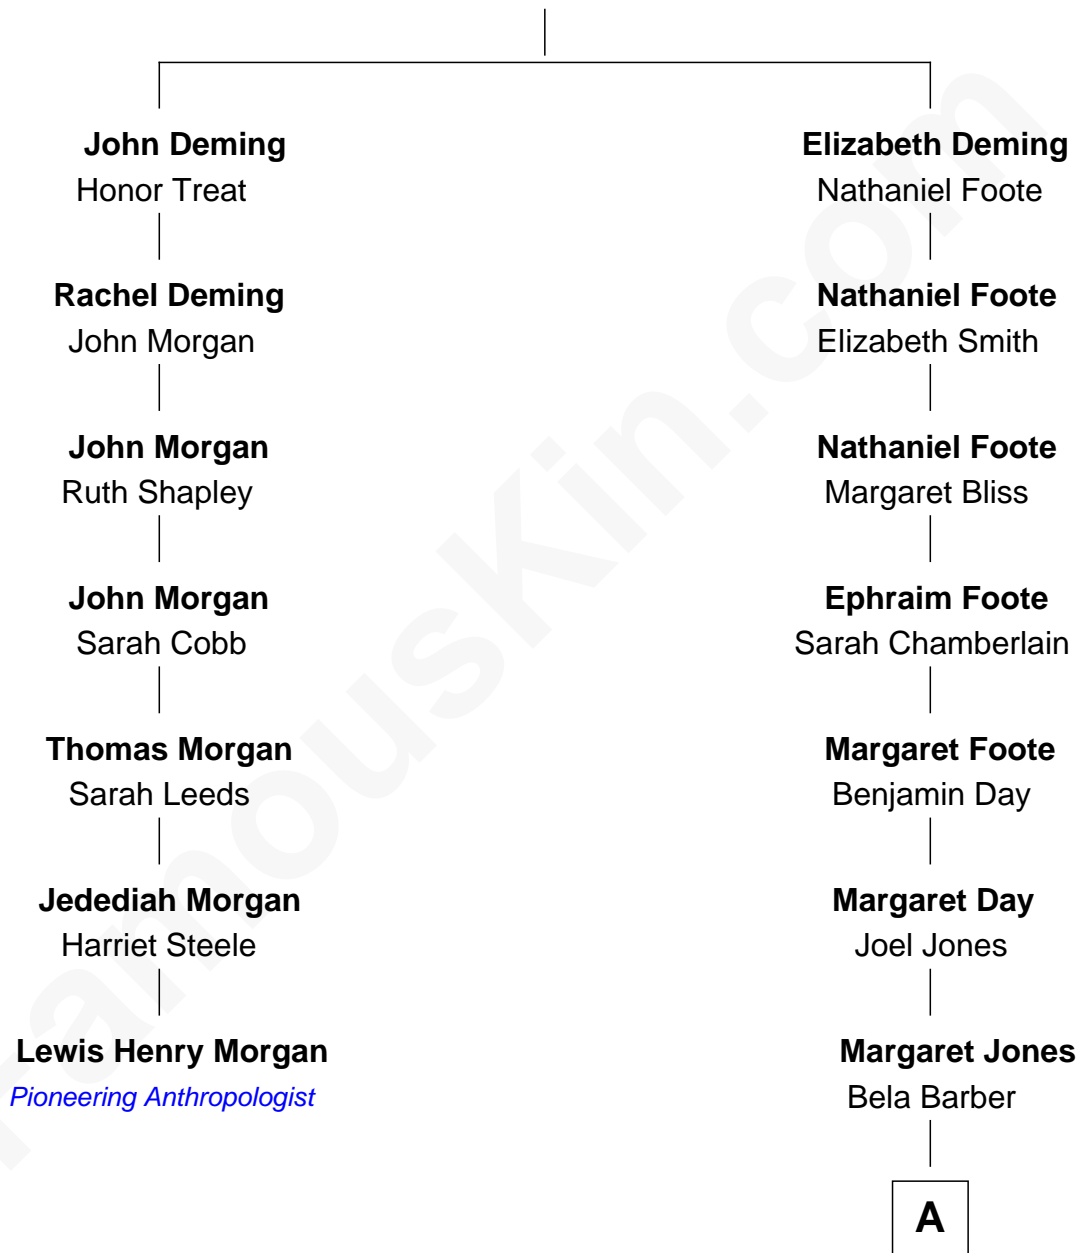 John Deming
Honor Treat
Elizabeth Deming
Nathaniel Foote
Rachel Deming
John Morgan
Nathaniel Foote
Elizabeth Smith
John Morgan
Ruth Shapley
Nathaniel Foote
Margaret Bliss
John Morgan
Sarah Cobb
Ephraim Foote
Sarah Chamberlain
Thomas Morgan
Sarah Leeds
Margaret Foote
Benjamin Day
Jedediah Morgan
Harriet Steele
Margaret Day
Joel Jones
Lewis Henry Morgan
Pioneering Anthropologist
Margaret Jones
Bela Barber
A
FamousKin.com